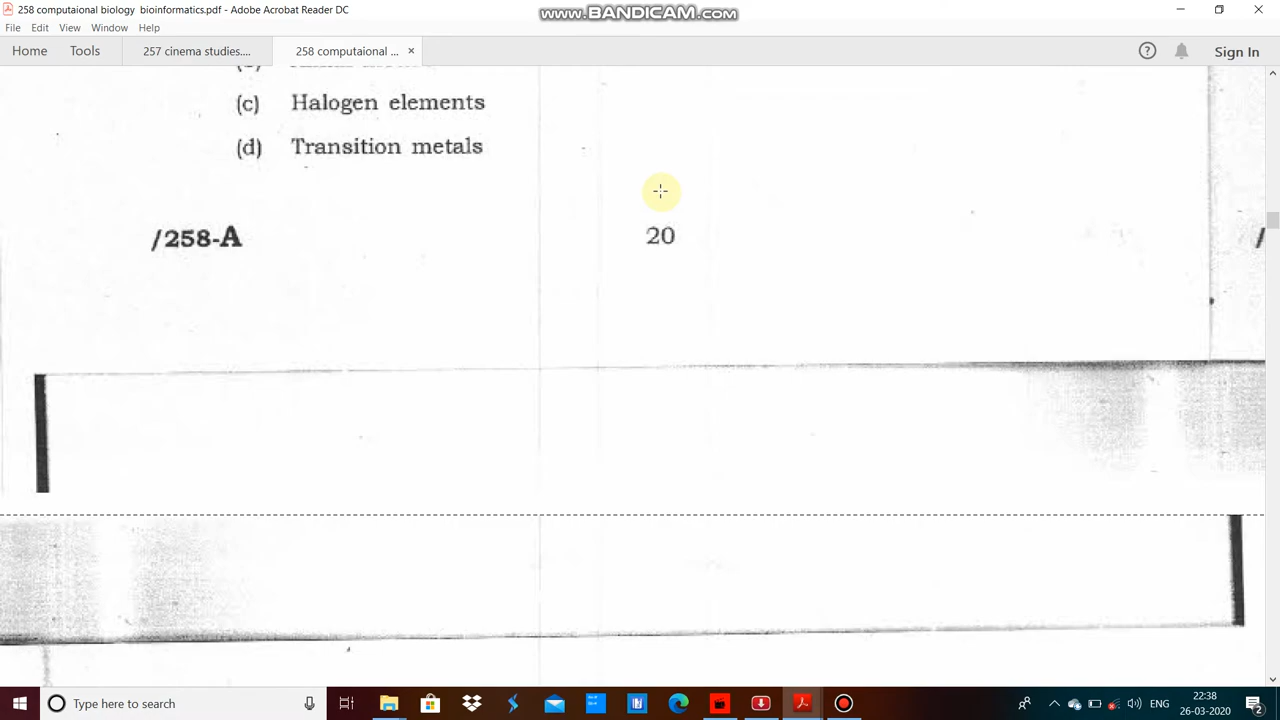 258 computaional biology bioinformatics.pdf - Adobe Acrobat Reader DC
www.BANDICAM.com
File Edit View Window Help
Home Tools 257 cinema studies.... 258 computaional ... × Sign In
(c) Halogen elements
(d) Transition metals
/258-A 20
Type here to search
ENG
22:38
26-03-2020
2